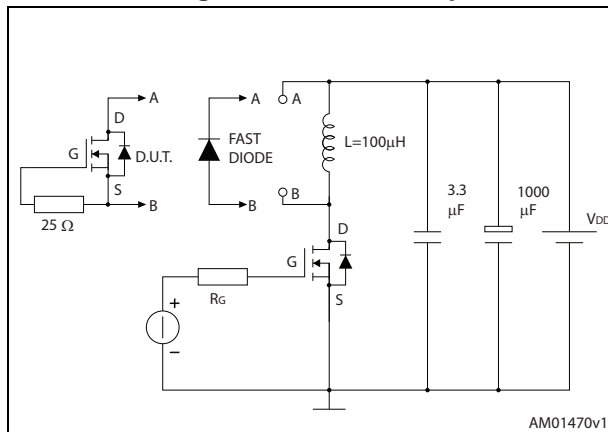 A
A
A
D
FAST
DIODE
L=100μH
G
D.U.T.
S
B
B
B
25 Ω
3.3
μF
1000
μF
VDD
D
G
RG
S
+
−
AM01470v1